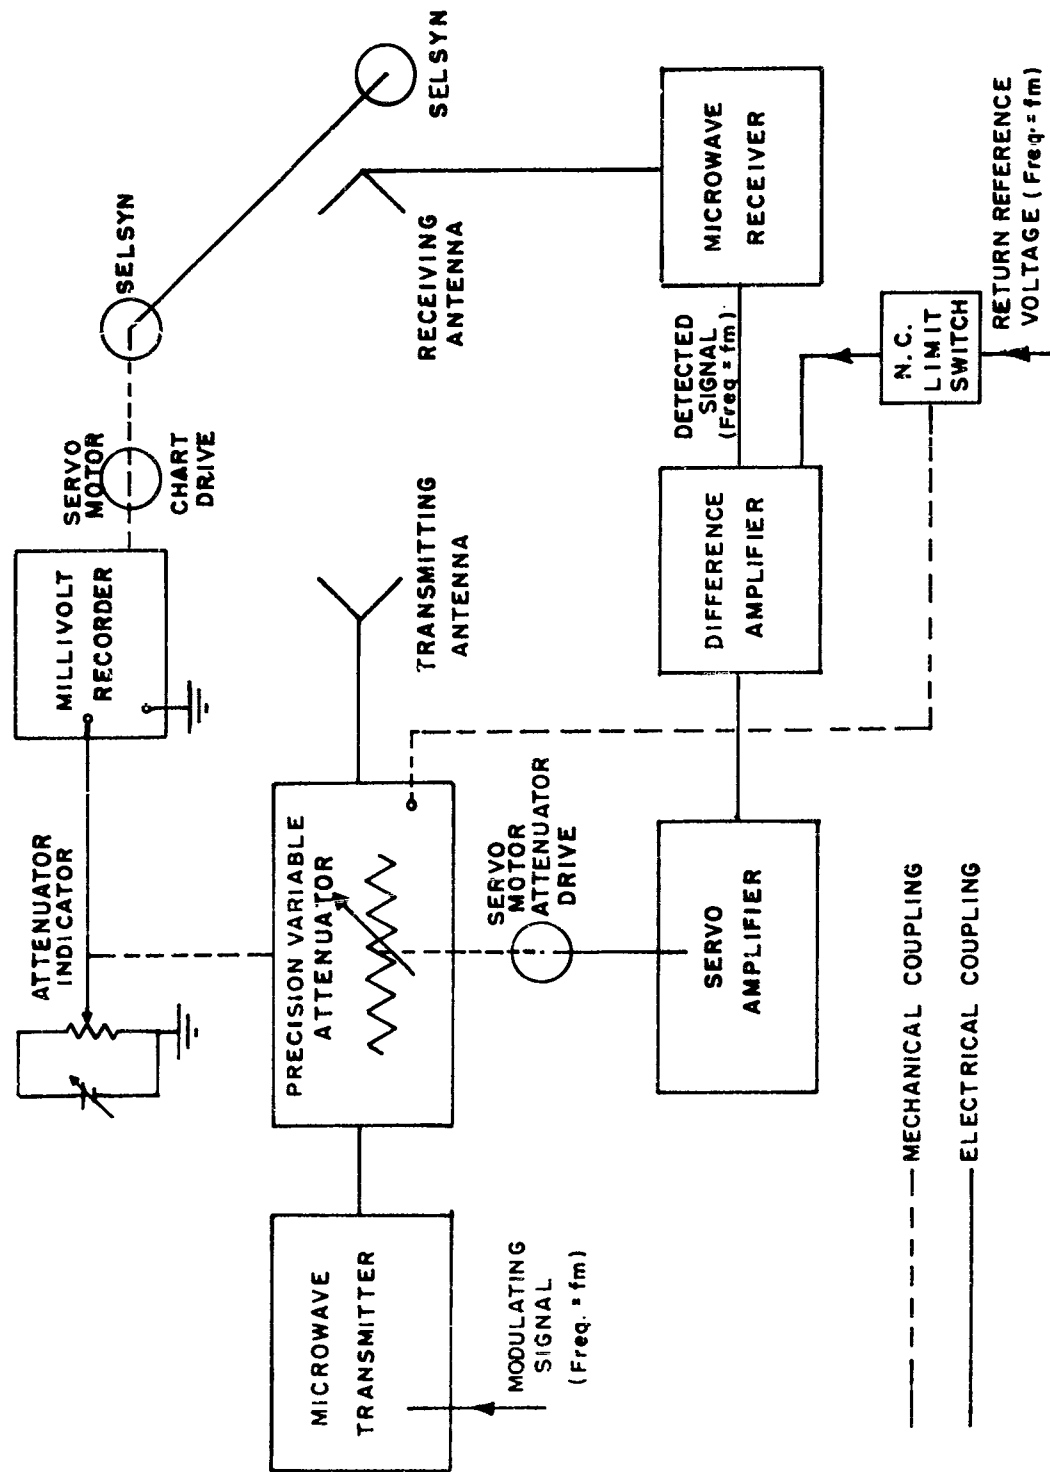 ATTENUATOR
INDICATOR
MILLIVOLT
RECORDER
SERVO
MOTOR
CHART
DRIVE
SELSYN
SELSYN
MICROWAVE
TRANSMITTER
MODULATING
SIGNAL
(Freq. = fm)
PRECISION VARIABLE
ATTENUATOR
TRANSMITTING
ANTENNA
RECEIVING
ANTENNA
SERVO
MOTOR
ATTENUATOR
DRIVE
SERVO
AMPLIFIER
DIFFERENCE
AMPLIFIER
DETECTED
SIGNAL
(Freq = fm)
MICROWAVE
RECEIVER
N. C.
LIMIT
SWITCH
RETURN REFERENCE
VOLTAGE (Freq. = fm)
MECHANICAL COUPLING
ELECTRICAL COUPLING